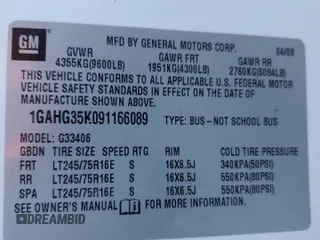 GM
MFD BY GENERAL MOTORS CORP. 04/09
GVWR GAWR FRT GAWR RR
4355KG(9600LB) 1951KG(4300LB) 2760KG(6084LB)
THIS VEHICLE CONFORMS TO ALL APPLICABLE U.S. FEDERAL MOTOR
VEHICLE SAFETY STANDARDS IN EFFECT ON THE DATE OF
MANUFACTURE SHOWN ABOVE.
1GAHG35K091166089 TYPE: BUS–NOT SCHOOL BUS
MODEL: G33406
GBDN TIRE SIZE SPEED RTG RIM COLD TIRE PRESSURE
FRT LT245/75R16E S 16X6.5J 340KPA(50PSI)
RR LT245/75R16E S 16X6.5J 550KPA(80PSI)
SPA LT245/75R16E S 16X6.5J 550KPA(80PSI)
SEE OWNER'S MANUAL FOR MORE INFORMATION
DREAMBID